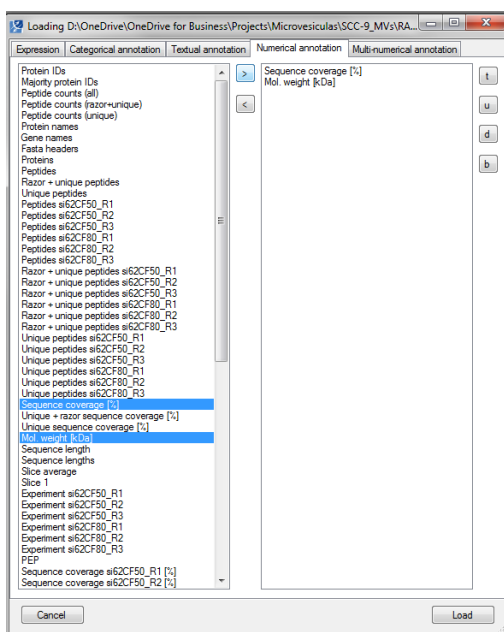 Loading D:\OneDrive\OneDrive for Business\Projects\Microvesiculas\SCC-9_MVs\RA...
Expression Categorical annotation Textual annotation Numerical annotation Multi-numerical annotation
Protein IDs
Majority protein IDs
Peptide counts (all)
Peptide counts (razor+unique)
Peptide counts (unique)
Protein names
Gene names
Fasta headers
Proteins
Peptides
Razor + unique peptides
Unique peptides
Peptides si62CF50_R1
Peptides si62CF50_R2
Peptides si62CF50_R3
Peptides si62CF80_R1
Peptides si62CF80_R2
Peptides si62CF80_R3
Razor + unique peptides si62CF50_R1
Razor + unique peptides si62CF50_R2
Razor + unique peptides si62CF50_R3
Razor + unique peptides si62CF80_R1
Razor + unique peptides si62CF80_R2
Razor + unique peptides si62CF80_R3
Unique peptides si62CF50_R1
Unique peptides si62CF50_R2
Unique peptides si62CF50_R3
Unique peptides si62CF80_R1
Unique peptides si62CF80_R2
Unique peptides si62CF80_R3
Sequence coverage [%]
Unique + razor sequence coverage [%]
Unique sequence coverage [%]
Mol. weight [kDa]
Sequence length
Sequence lengths
Slice average
Slice 1
Experiment si62CF50_R1
Experiment si62CF50_R2
Experiment si62CF50_R3
Experiment si62CF80_R1
Experiment si62CF80_R2
Experiment si62CF80_R3
PEP
Sequence coverage si62CF50_R1 [%]
Sequence coverage si62CF50_R2 [%]
>
<
Sequence coverage [%]
Mol. weight [kDa]
t
u
d
b
Cancel
Load